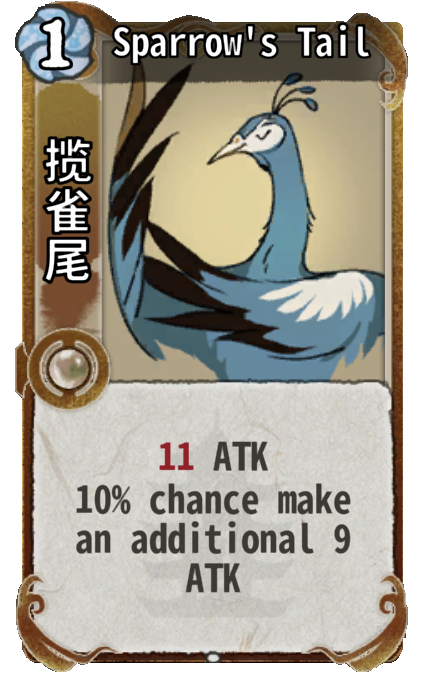 1
Sparrow's Tail
揽雀尾
11 ATK
10% chance make
an additional 9
ATK